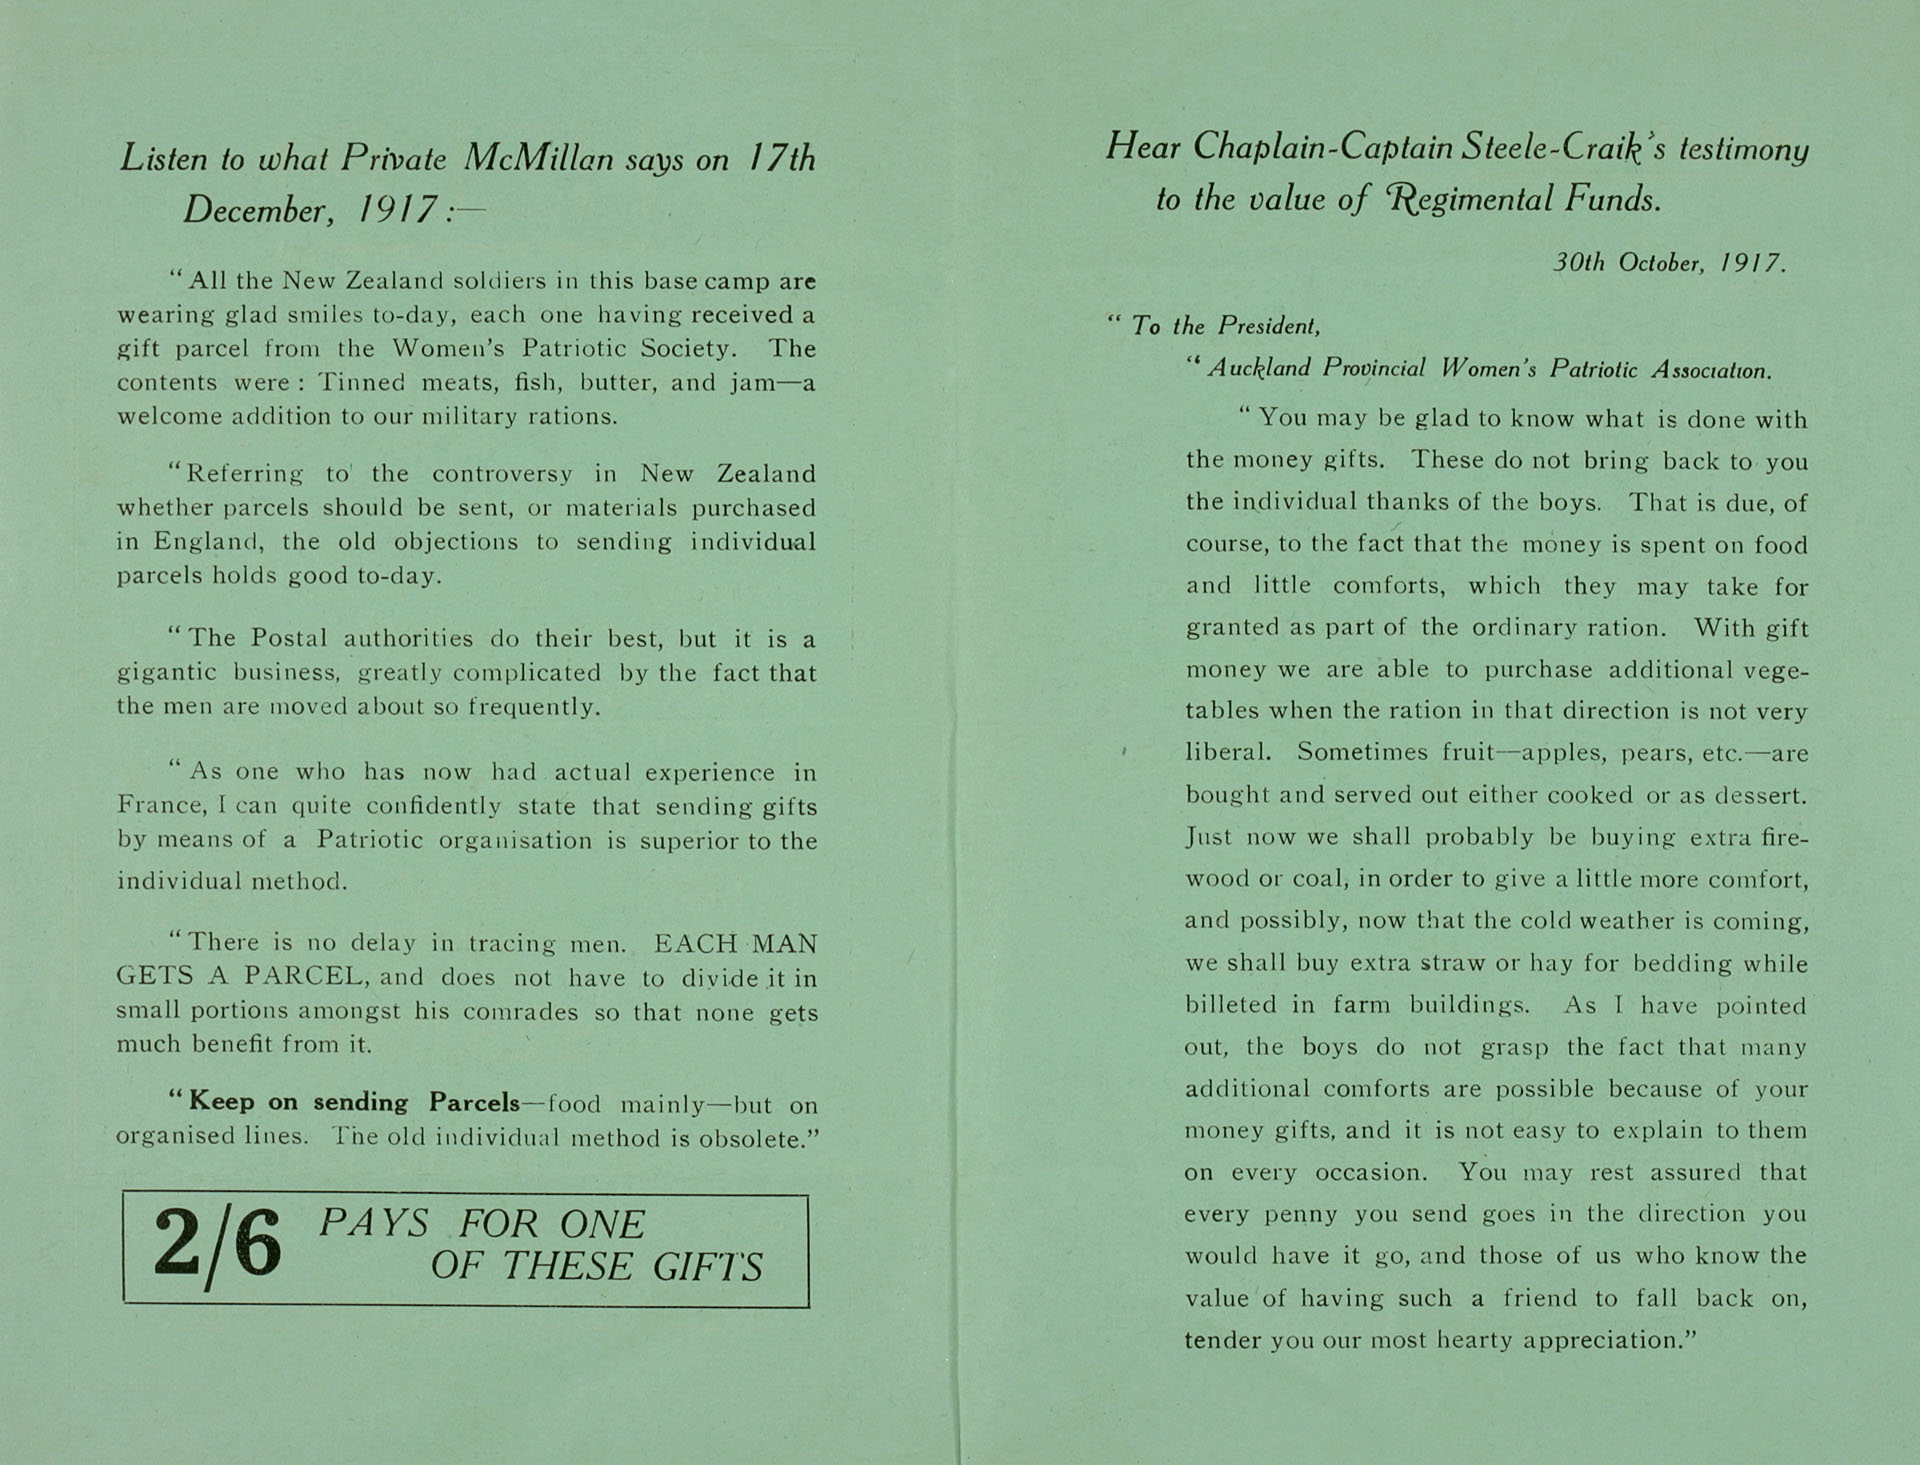 Listen to what Private McMillan says on 17th
December, 1917:—
“All the New Zealand soldiers in this base camp are
wearing glad smiles to-day, each one having received a
gift parcel from the Women’s Patriotic Society. The
contents were : Tinned meats, fish, butter, and jam—a
welcome addition to our military rations.
“Referring to the controversy in New Zealand
whether parcels should be sent, or materials purchased
in England, the old objections to sending individual
parcels holds good to-day.
“The Postal authorities do their best, but it is a
gigantic business, greatly complicated by the fact that
the men are moved about so frequently.
“As one who has now had actual experience in
France, I can quite confidently state that sending gifts
by means of a Patriotic organisation is superior to the
individual method.
“There is no delay in tracing men. EACH MAN
GETS A PARCEL, and does not have to divide it in
small portions amongst his comrades so that none gets
much benefit from it.
“Keep on sending Parcels—food mainly—but on
organised lines. The old individual method is obsolete.”
2/6 PAYS FOR ONE
OF THESE GIFTS
Hear Chaplain-Captain Steele-Craik’s testimony
to the value of Regimental Funds.
30th October, 1917.
“To the President,
“Auckland Provincial Women’s Patriotic Association.
“You may be glad to know what is done with
the money gifts. These do not bring back to you
the individual thanks of the boys. That is due, of
course, to the fact that the money is spent on food
and little comforts, which they may take for
granted as part of the ordinary ration. With gift
money we are able to purchase additional vege-
tables when the ration in that direction is not very
liberal. Sometimes fruit—apples, pears, etc.—are
bought and served out either cooked or as dessert.
Just now we shall probably be buying extra fire-
wood or coal, in order to give a little more comfort,
and possibly, now that the cold weather is coming,
we shall buy extra straw or hay for bedding while
billeted in farm buildings. As I have pointed
out, the boys do not grasp the fact that many
additional comforts are possible because of your
money gifts, and it is not easy to explain to them
on every occasion. You may rest assured that
every penny you send goes in the direction you
would have it go, and those of us who know the
value of having such a friend to fall back on,
tender you our most hearty appreciation.”